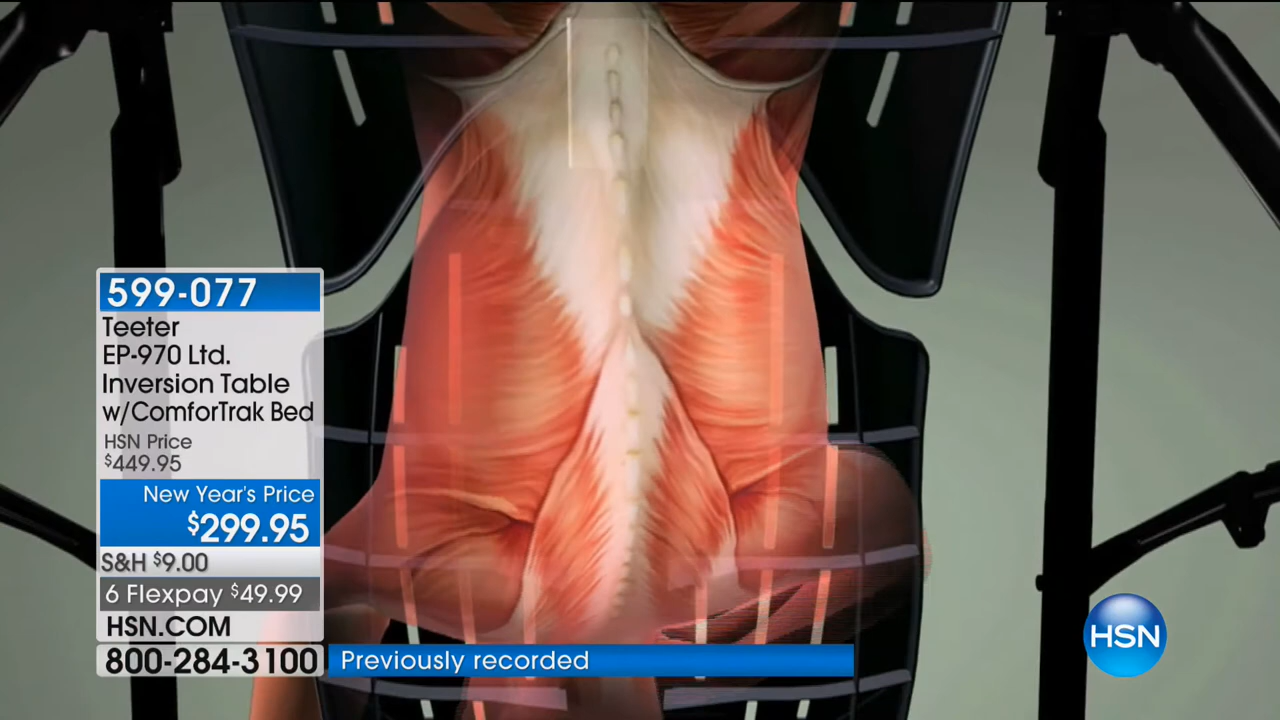 599-077
Teeter
EP-970 Ltd.
Inversion Table
w/ComforTrak Bed
HSN Price
$449.95
New Year's Price
$299.95
S&H $9.00
6 Flexpay $49.99
HSN.COM
800-284-3100
Previously recorded
HSN